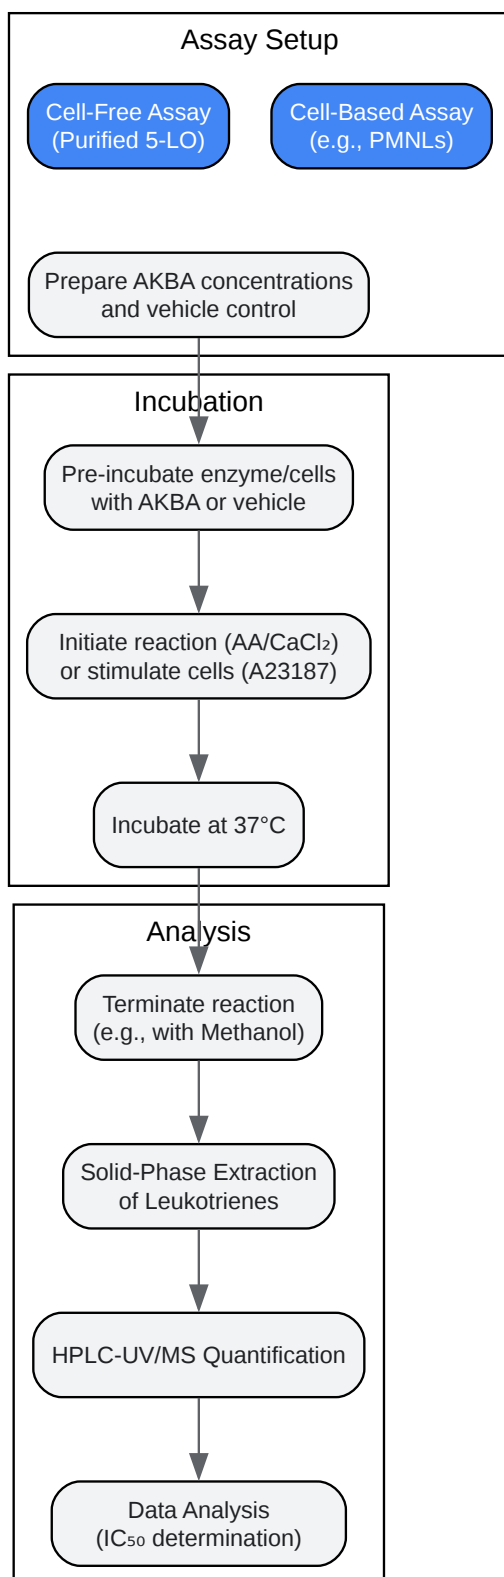 Assay Setup
Cell-Free Assay
(Purified 5-LO)
Cell-Based Assay
(e.g., PMNLs)
Prepare AKBA concentrations
and vehicle control
Incubation
Pre-incubate enzyme/cells
with AKBA or vehicle
Initiate reaction (AA/CaCl₂)
or stimulate cells (A23187)
Incubate at 37°C
Analysis
Terminate reaction
(e.g., with Methanol)
Solid-Phase Extraction
of Leukotrienes
HPLC-UV/MS Quantification
Data Analysis
(IC₅₀ determination)